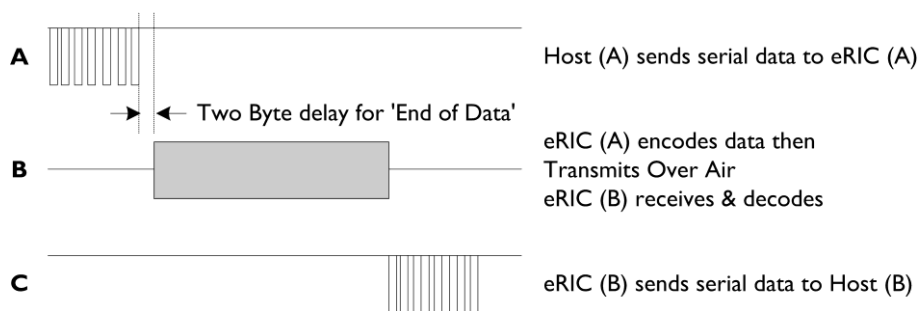 A
Host (A) sends serial data to eRIC (A)
Two Byte delay for 'End of Data'
B
eRIC (A) encodes data then
Transmits Over Air
eRIC (B) receives & decodes
C
eRIC (B) sends serial data to Host (B)